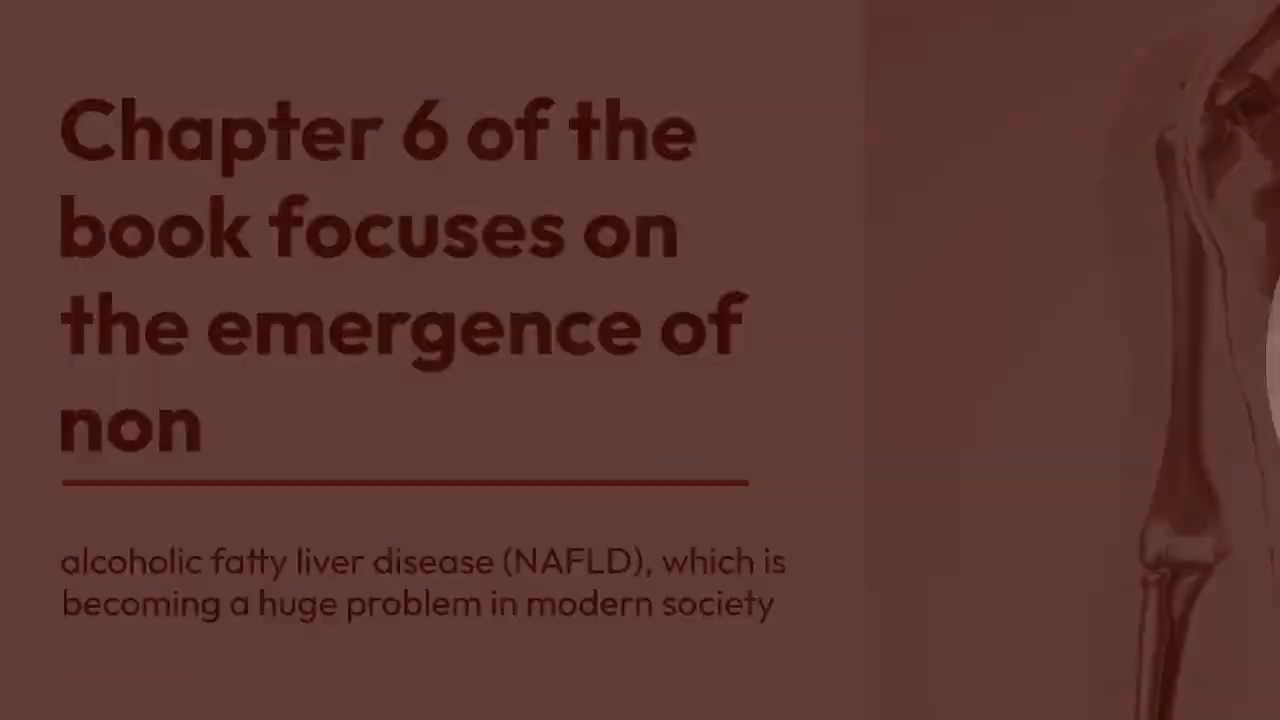 Chapter 6 of the
book focuses on
the emergence of
non
alcoholic fatty liver disease (NAFLD), which is
becoming a huge problem in modern society